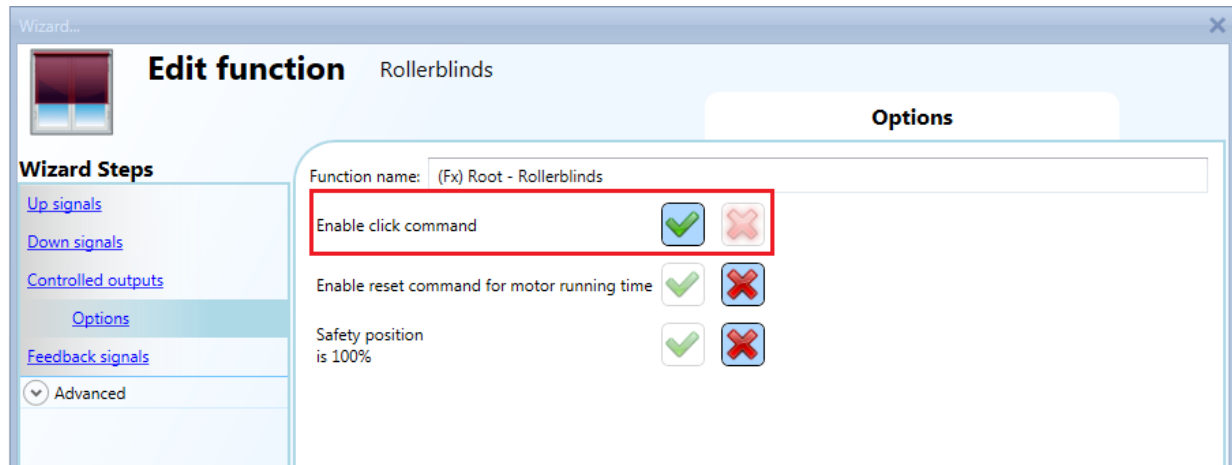 Wizard...
Edit function Rollerblinds
Options
Wizard Steps
Up signals
Down signals
Controlled outputs
Options
Feedback signals
Advanced
Function name: (Fx) Root - Rollerblinds
Enable click command
Enable reset command for motor running time
Safety position
is 100%